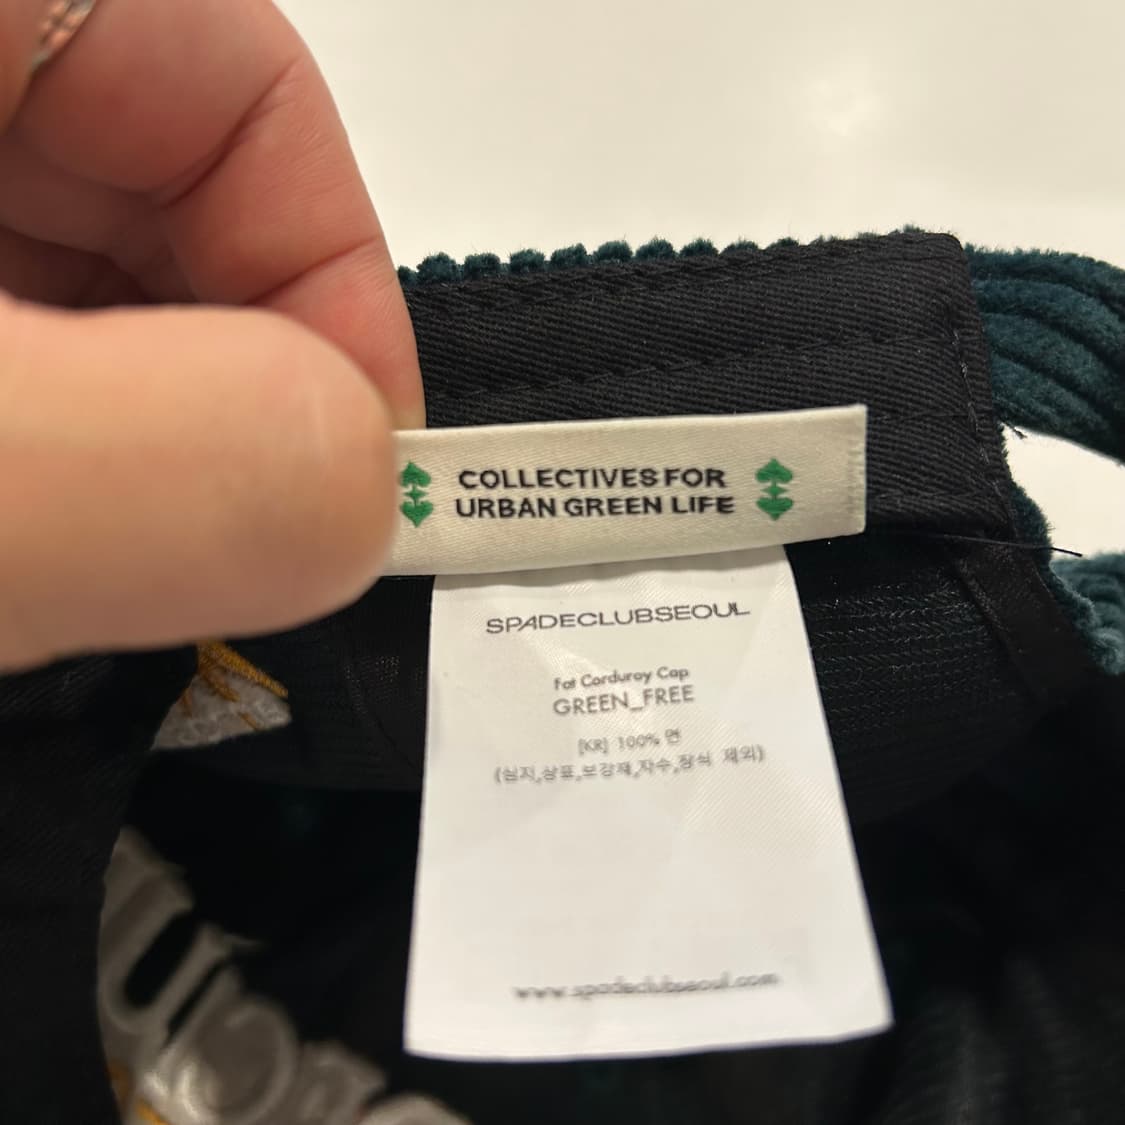 COLLECTIVES FOR
URBAN GREEN LIFE
SPADECLUBSEOUL
For Corduroy Cap
GREEN_FREE
[KR] 100% 면
(심지,상표,보강재,자수,장식 제외)
www.spadeclubseoul.com